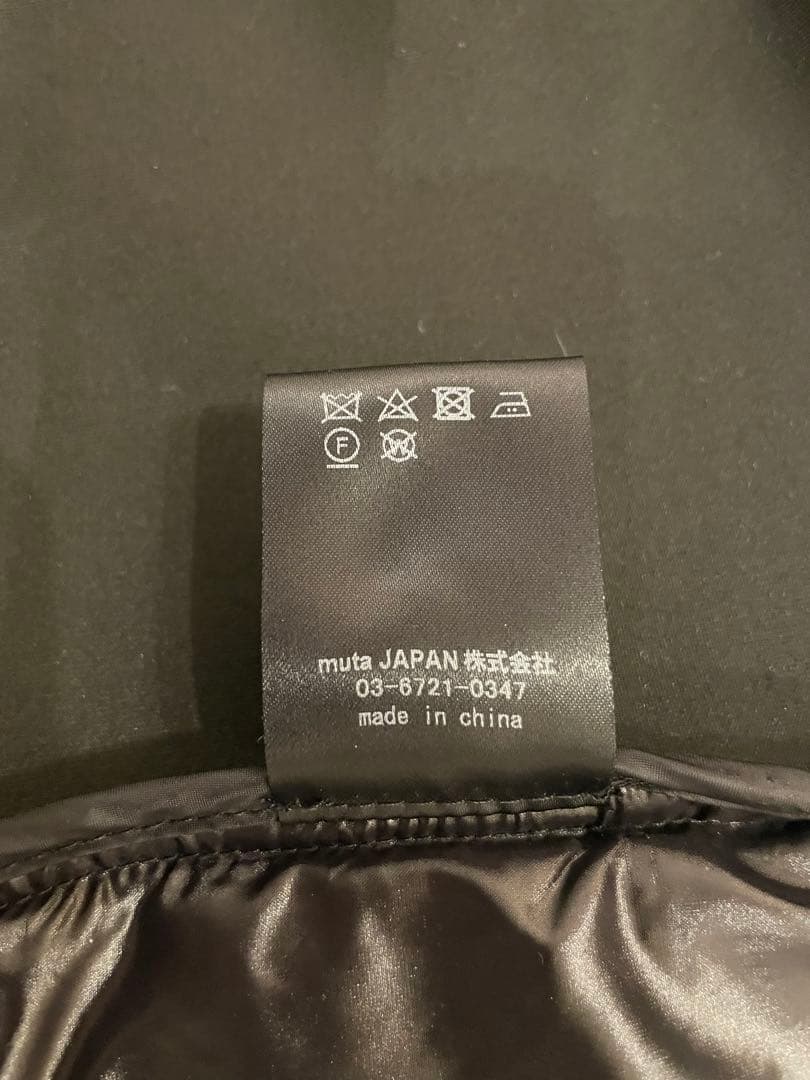 F W
muta JAPAN 株式会社
03-6721-0347
made in china